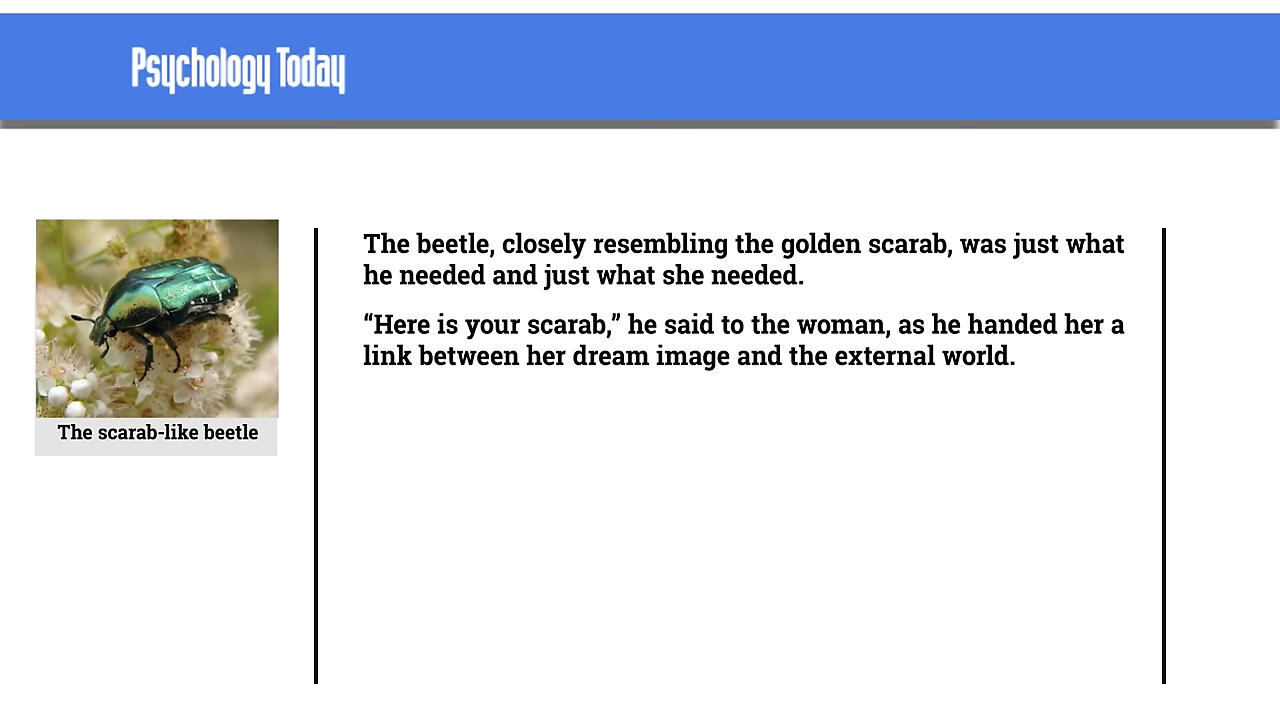 Psychology Today
The beetle, closely resembling the golden scarab, was just what
he needed and just what she needed.
“Here is your scarab,” he said to the woman, as he handed her a
link between her dream image and the external world.
The scarab-like beetle